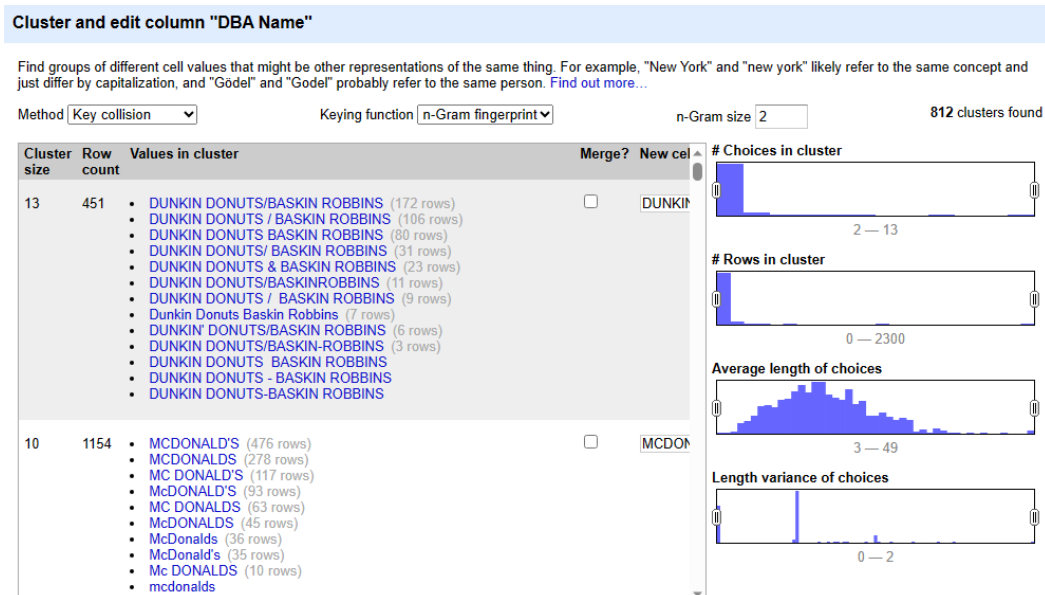 Cluster and edit column "DBA Name"
Find groups of different cell values that might be other representations of the same thing. For example, "New York" and "new york" likely refer to the same concept and
just differ by capitalization, and "Gödel" and "Godel" probably refer to the same person. Find out more…
Method Key collision Keying function n-Gram fingerprint n-Gram size 2 812 clusters found
Cluster size Row count Values in cluster Merge? New cel
13 451
DUNKIN DONUTS/BASKIN ROBBINS (172 rows)
DUNKIN DONUTS / BASKIN ROBBINS (106 rows)
DUNKIN DONUTS BASKIN ROBBINS (80 rows)
DUNKIN DONUTS/ BASKIN ROBBINS (31 rows)
DUNKIN DONUTS & BASKIN ROBBINS (23 rows)
DUNKIN DONUTS/BASKINROBBINS (11 rows)
DUNKIN DONUTS /  BASKIN ROBBINS (9 rows)
Dunkin Donuts Baskin Robbins (7 rows)
DUNKIN' DONUTS/BASKIN ROBBINS (6 rows)
DUNKIN DONUTS/BASKIN-ROBBINS (3 rows)
DUNKIN DONUTS  BASKIN ROBBINS
DUNKIN DONUTS - BASKIN ROBBINS
DUNKIN DONUTS-BASKIN ROBBINS
DUNKIN
10 1154
MCDONALD'S (476 rows)
MCDONALDS (278 rows)
MC DONALD'S (117 rows)
McDONALD'S (93 rows)
MC DONALDS (63 rows)
McDONALDS (45 rows)
McDonalds (36 rows)
McDonald's (35 rows)
Mc DONALDS (10 rows)
mcdonalds
MCDON
# Choices in cluster
2 — 13
# Rows in cluster
0 — 2300
Average length of choices
3 — 49
Length variance of choices
0 — 2